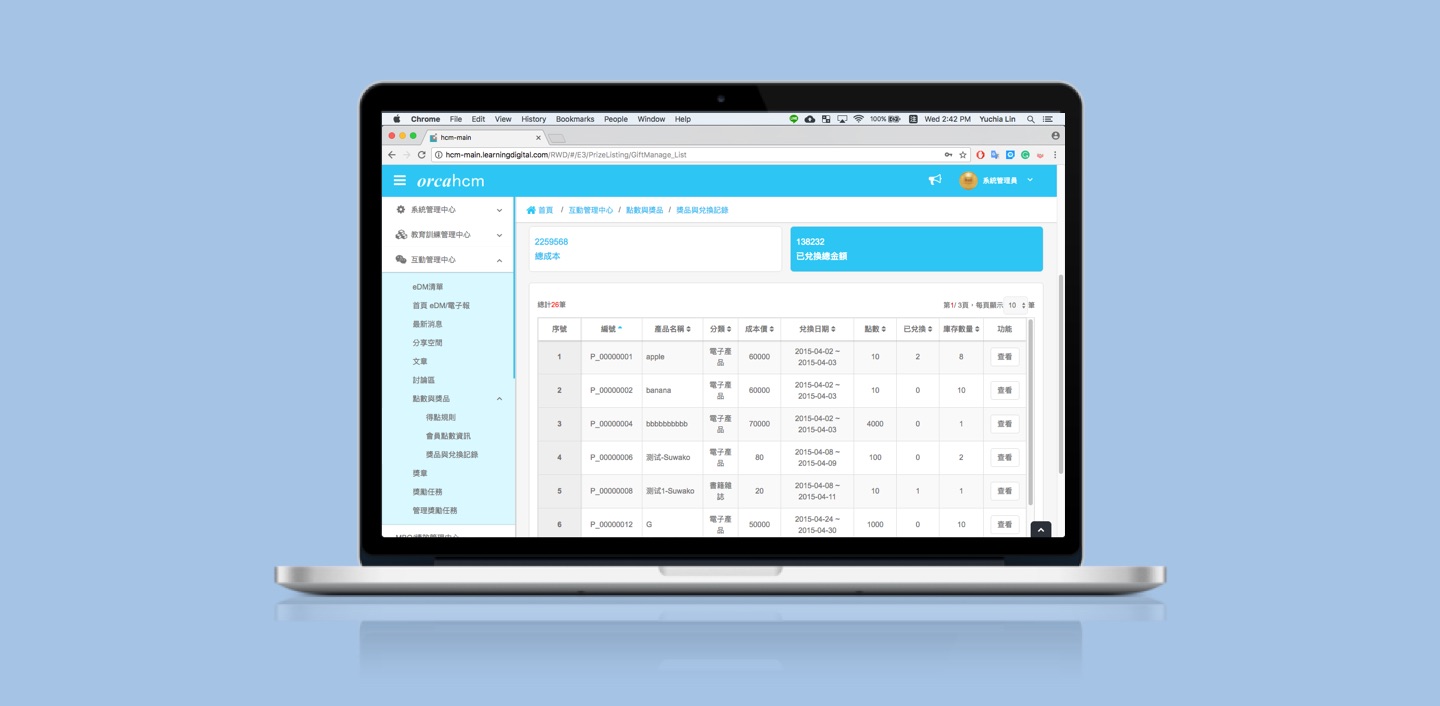 Chrome File Edit View History Bookmarks People Window Help 100% Wed 2:42 PM Yuchia Lin
hcm-main
hcm-main.learningdigital.com/RWD/#/E3/PrizeListing/GiftManage_List
orcahcm 系統管理員
系統管理中心
教育訓練管理中心
互動管理中心
eDM清單
首頁 eDM/電子報
最新消息
分享空間
文章
討論區
點數與獎品
得點規則
會員點數資訊
獎品與兌換記錄
獎章
獎勵任務
管理獎勵任務
首頁 / 互動管理中心 / 點數與獎品 / 獎品與兌換記錄
2259568
總成本
138232
已兌換總金額
總計26筆 第1/ 3頁，每頁顯示 10 筆
序號 編號 產品名稱 分類 成本價 兌換日期 點數 已兌換 庫存數量 功能
1 P_00000001 apple 電子產品 60000 2015-04-02 ~ 2015-04-03 10 2 8 查看
2 P_00000002 banana 電子產品 60000 2015-04-02 ~ 2015-04-03 10 0 10 查看
3 P_00000004 bbbbbbbbbb 電子產品 70000 2015-04-02 ~ 2015-04-03 4000 0 1 查看
4 P_00000006 测试-Suwako 電子產品 80 2015-04-08 ~ 2015-04-09 100 0 2 查看
5 P_00000008 测试1-Suwako 書籍雜誌 20 2015-04-08 ~ 2015-04-11 10 1 1 查看
6 P_00000012 G 電子產品 50000 2015-04-24 ~ 2015-04-30 1000 0 10 查看